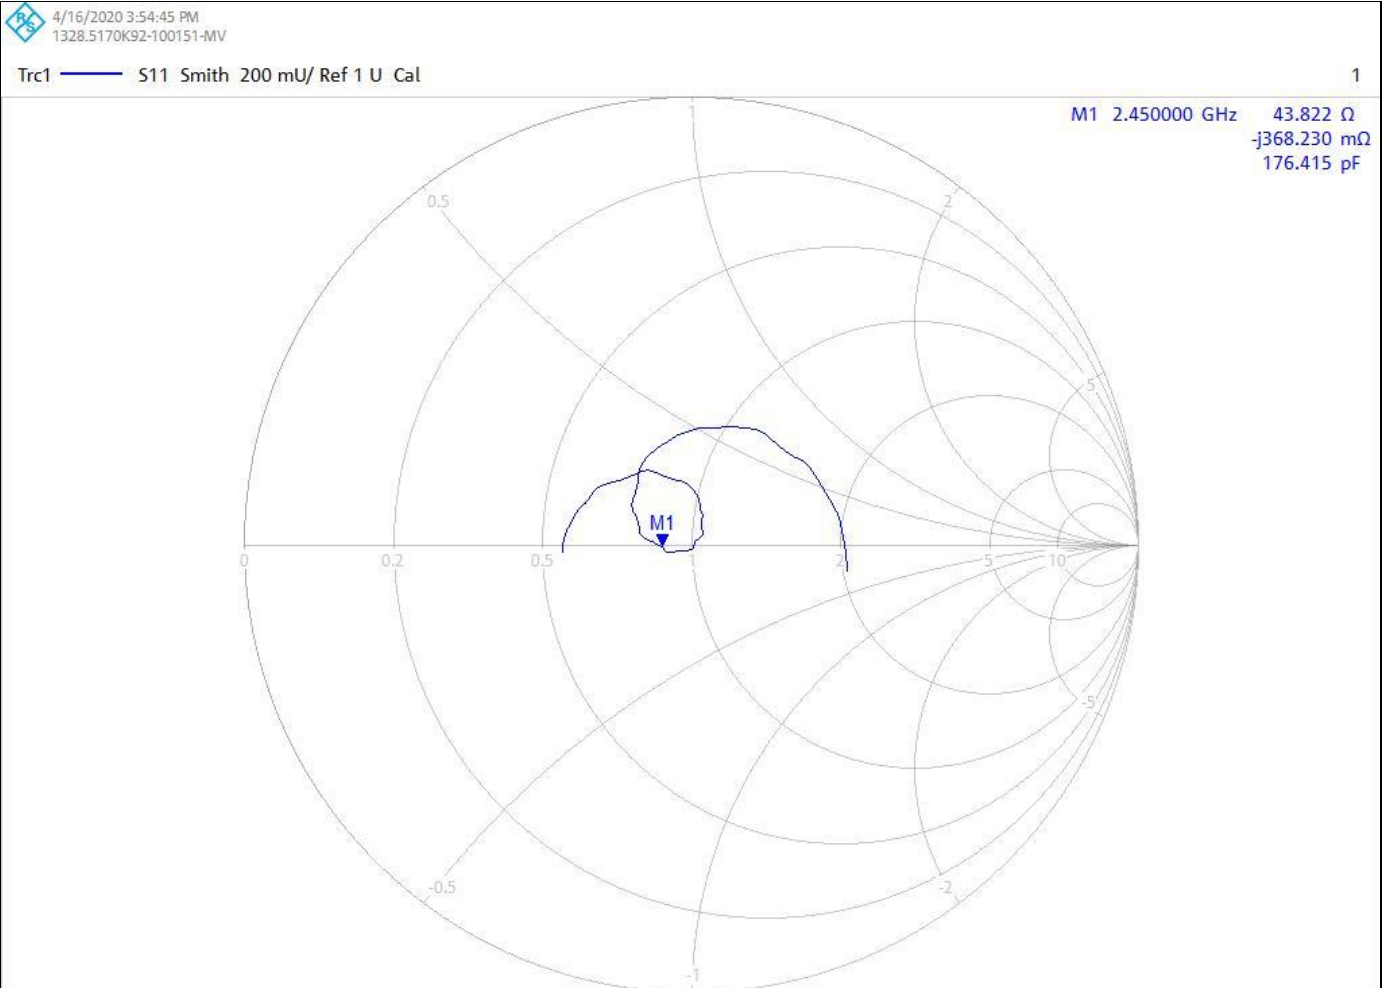 R&S
4/16/2020 3:54:45 PM
1328.5170K92-100151-MV
Trc1 S11 Smith 200 mU/ Ref 1 U Cal 1
M1 2.450000 GHz 43.822 Ω
-j368.230 mΩ
176.415 pF
1
0.5 2
5
M1
0 0.2 0.5 1 2 5 10
-5
-0.5 -2
-1